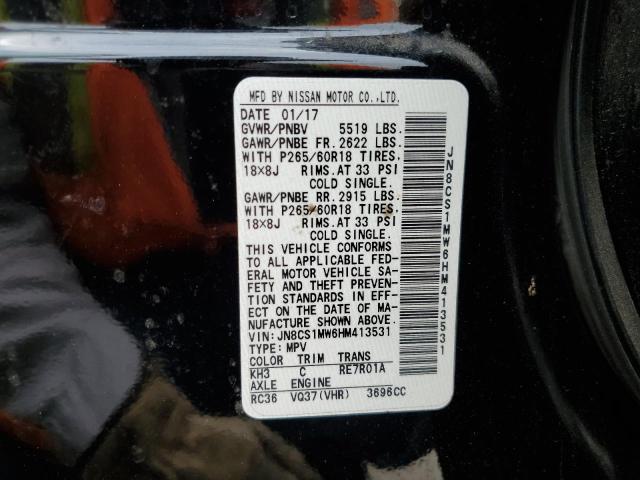 MFD BY NISSAN MOTOR CO.,LTD.
DATE 01/17
GVWR/PNBV 5519 LBS.
GAWR/PNBE FR. 2622 LBS.
WITH P265/60R18 TIRES.
18×8J RIMS. AT 33 PSI
COLD SINGLE.
GAWR/PNBE RR. 2915 LBS.
WITH P265/60R18 TIRES.
18×8J RIMS. AT 33 PSI
COLD SINGLE.
THIS VEHICLE CONFORMS
TO ALL APPLICABLE FED-
ERAL MOTOR VEHICLE SA-
FETY AND THEFT PREVEN-
TION STANDARDS IN EFF-
ECT ON THE DATE OF MA-
NUFACTURE SHOWN ABOVE.
VIN: JN8CS1MW6HM413531
TYPE: MPV
COLOR TRIM TRANS
KH3 C RE7R01A
AXLE ENGINE
RC36 VQ37(VHR) 3696CC
JN8CS1MW6HM413531